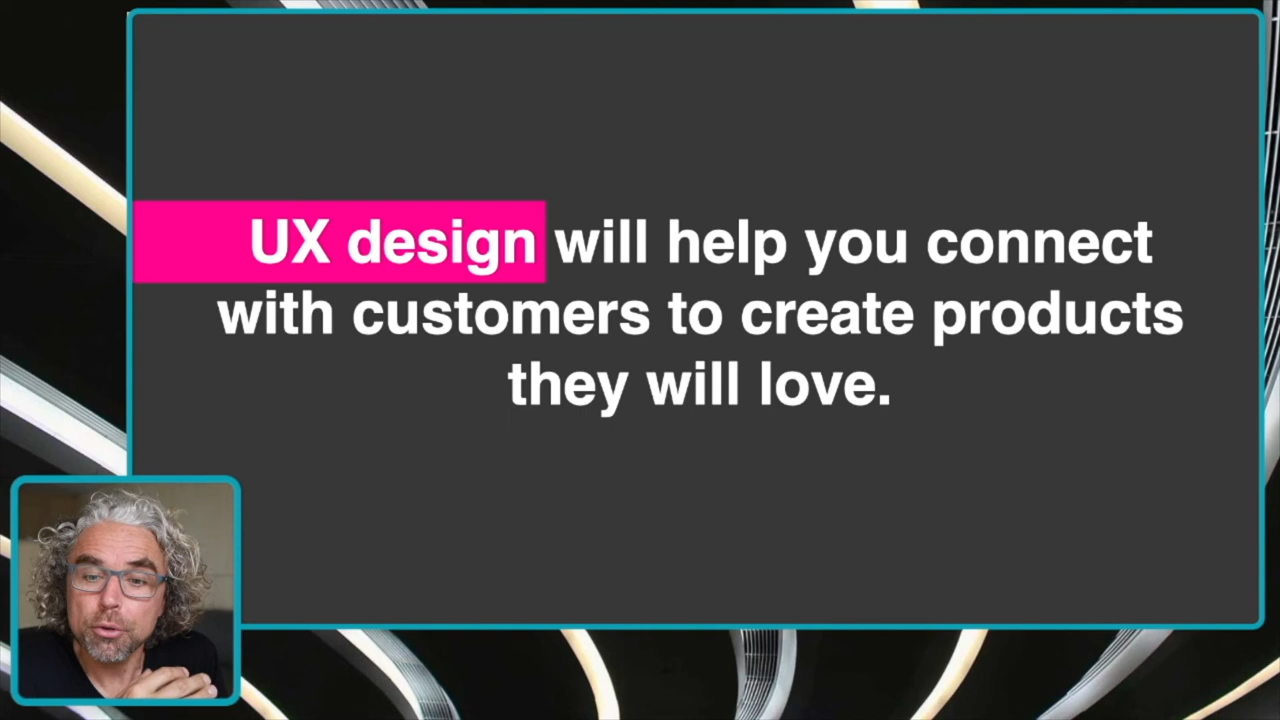 UX design will help you connect
with customers to create products
they will love.